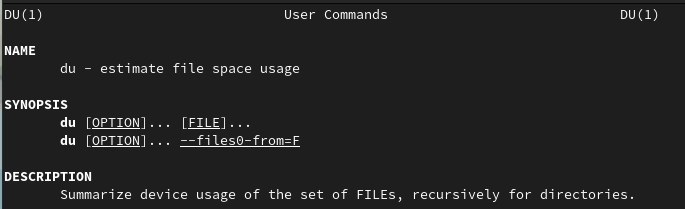 DU(1) User Commands DU(1)
NAME
du - estimate file space usage
SYNOPSIS
du [OPTION]... [FILE]...
du [OPTION]... --files0-from=F
DESCRIPTION
Summarize device usage of the set of FILEs, recursively for directories.